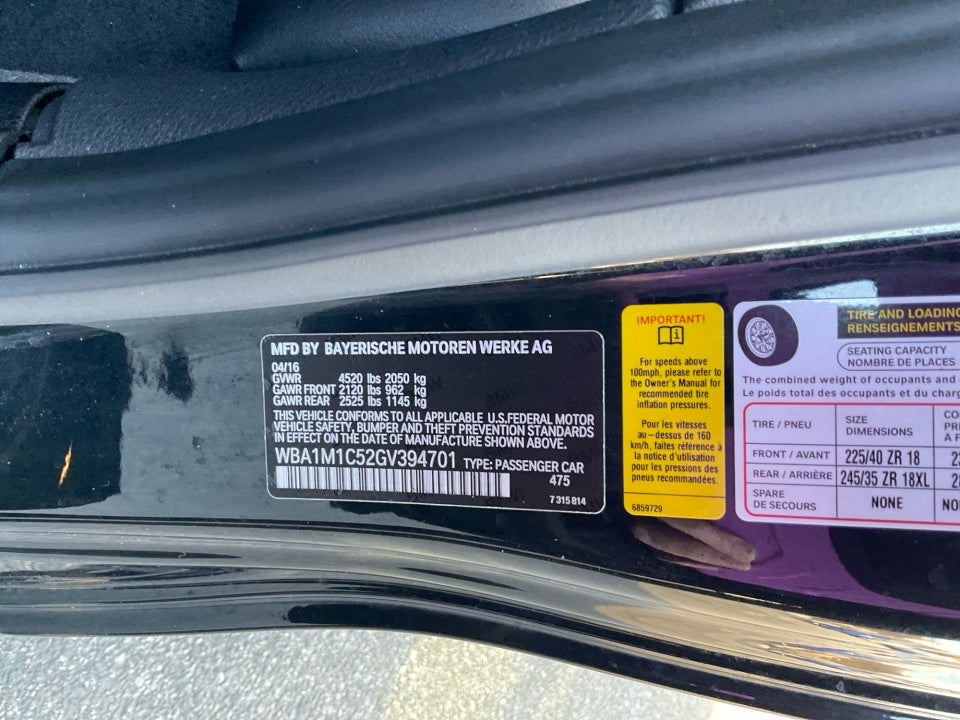 MFD BY BAYERISCHE MOTOREN WERKE AG
04/16
GVWR 4520 lbs 2050 kg
GAWR FRONT 2120 lbs 962 kg
GAWR REAR 2525 lbs 1145 kg
THIS VEHICLE CONFORMS TO ALL APPLICABLE U.S.FEDERAL MOTOR
VEHICLE SAFETY, BUMPER AND THEFT PREVENTION STANDARDS
IN EFFECT ON THE DATE OF MANUFACTURE SHOWN ABOVE.
WBA1M1C52GV394701 TYPE: PASSENGER CAR
475
7 315 814
IMPORTANT!
For speeds above
100mph, please refer to
the Owner's Manual for
recommended tire
inflation pressures.
Pour les vitesses
au-dessus de 160
km/h, faire référence à
la notice d'utilisation
pour les pressions des
pneus recommandées.
6859729
TIRE AND LOADING
RENSEIGNEMENTS
SEATING CAPACITY
NOMBRE DE PLACES
The combined weight of occupants and
Le poids total des occupants et du
TIRE / PNEU
SIZE
DIMENSIONS
FRONT / AVANT 225/40 ZR 18
REAR / ARRIÈRE 245/35 ZR 18XL
SPARE
DE SECOURS
NONE